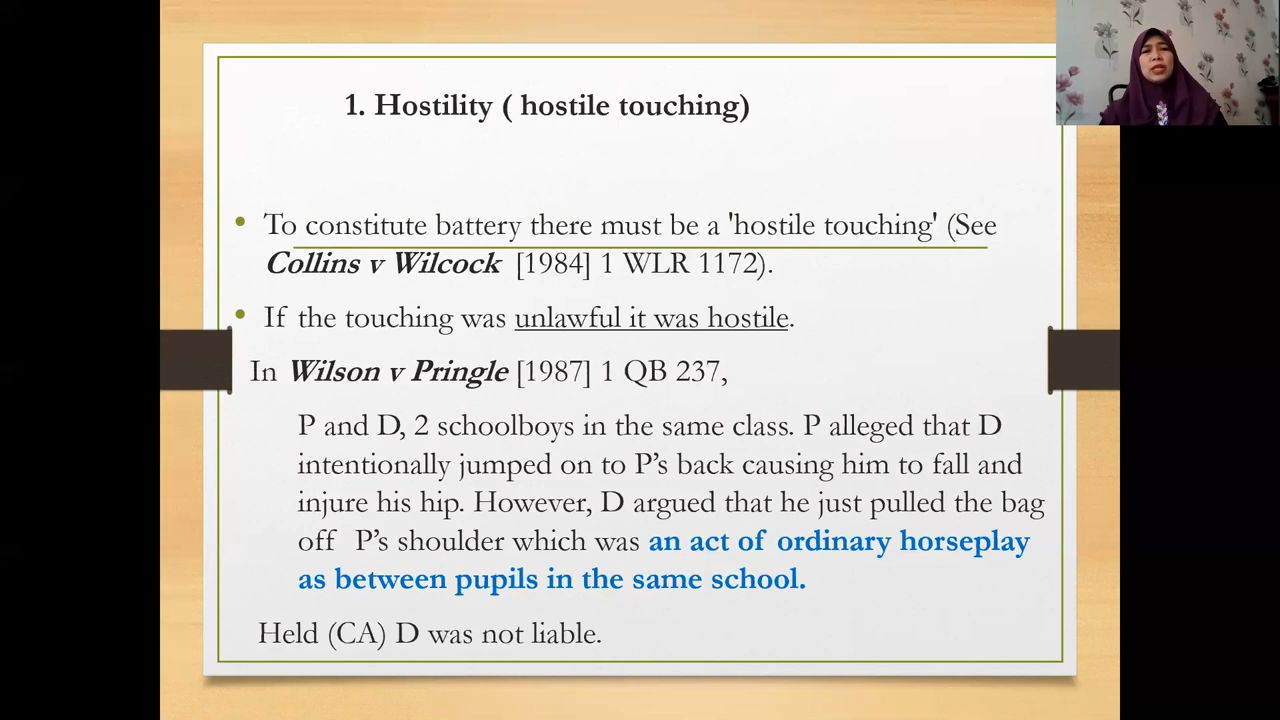 1. Hostility ( hostile touching)
• To constitute battery there must be a 'hostile touching' (See
Collins v Wilcock [1984] 1 WLR 1172).
• If the touching was unlawful it was hostile.
In Wilson v Pringle [1987] 1 QB 237,
P and D, 2 schoolboys in the same class. P alleged that D
intentionally jumped on to P’s back causing him to fall and
injure his hip. However, D argued that he just pulled the bag
off P’s shoulder which was an act of ordinary horseplay
as between pupils in the same school.
Held (CA) D was not liable.